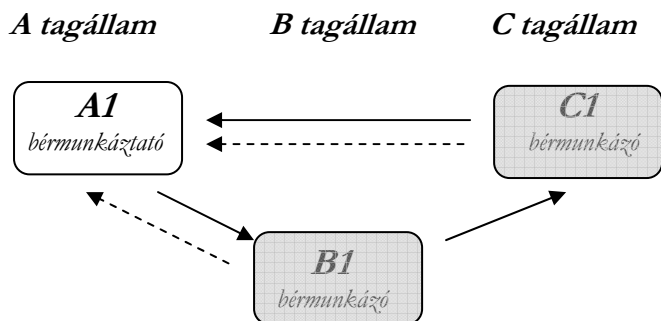 A tagállam B tagállam C tagállam
A1
bérmunkáztató
C1
bérmunkázó
B1
bérmunkázó